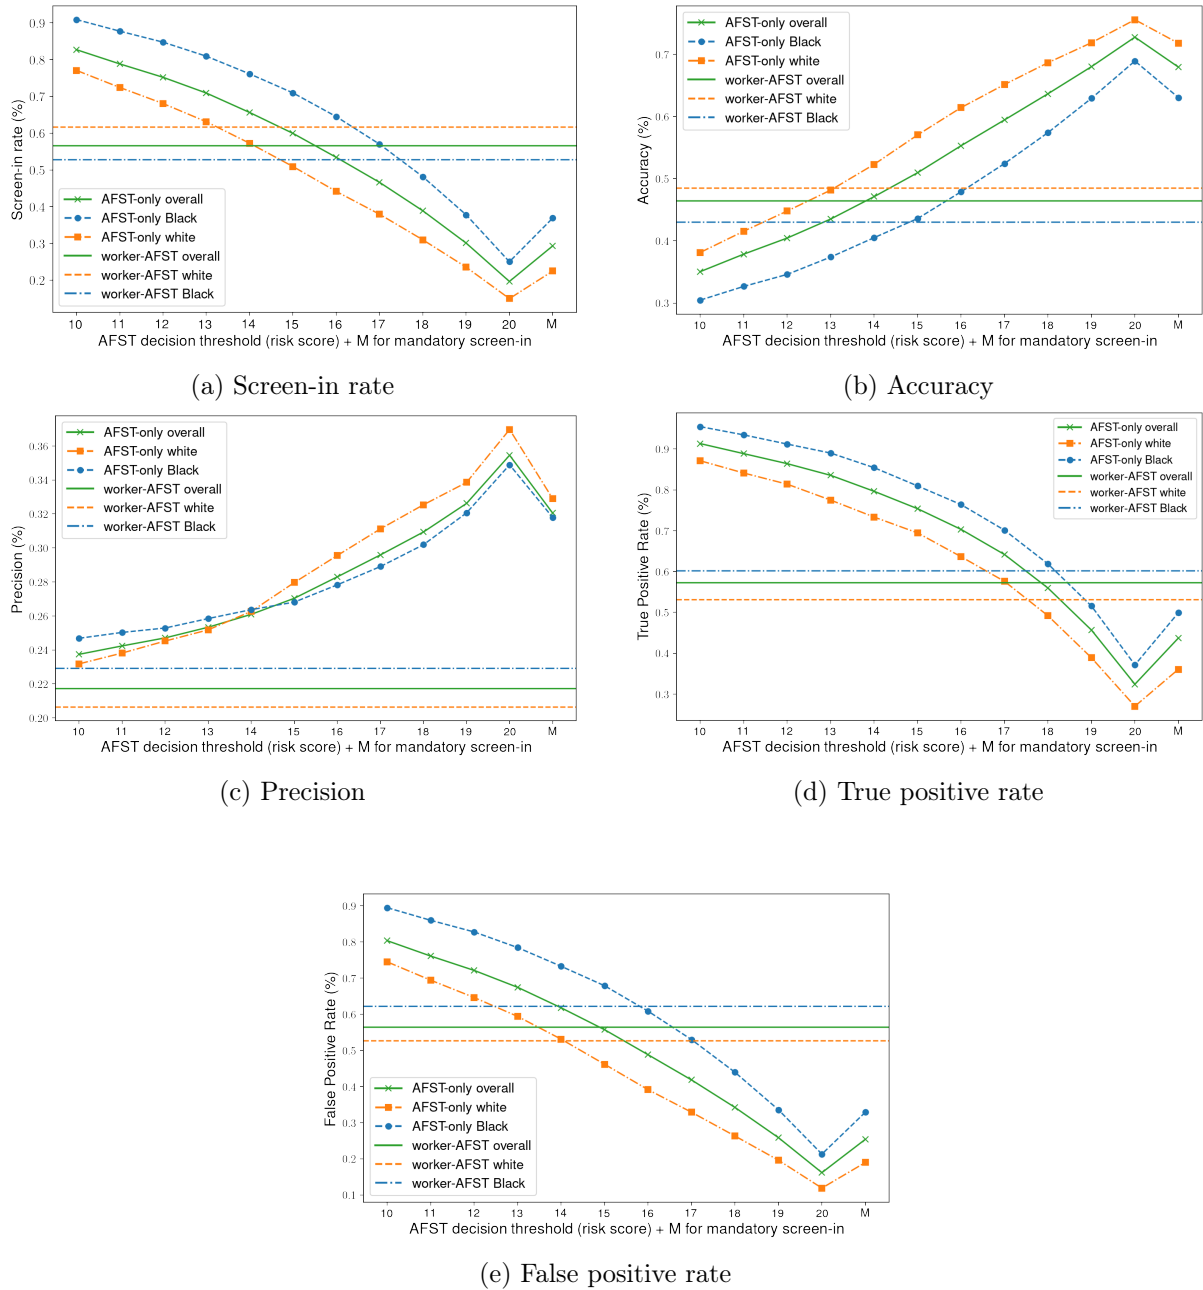 Screen-in rate (%)
0.9
0.8
0.7
0.6
0.5
0.4
0.3
0.2
AFST-only overall
AFST-only Black
AFST-only white
worker-AFST overall
worker-AFST white
worker-AFST Black
10 11 12 13 14 15 16 17 18 19 20 M
AFST decision threshold (risk score) + M for mandatory screen-in
(a) Screen-in rate
Accuracy (%)
0.7
0.6
0.5
0.4
0.3
AFST-only overall
AFST-only Black
AFST-only white
worker-AFST overall
worker-AFST white
worker-AFST Black
10 11 12 13 14 15 16 17 18 19 20 M
AFST decision threshold (risk score) + M for mandatory screen-in
(b) Accuracy
Precision (%)
0.36
0.34
0.32
0.30
0.28
0.26
0.24
0.22
0.20
AFST-only overall
AFST-only white
AFST-only Black
worker-AFST overall
worker-AFST white
worker-AFST Black
10 11 12 13 14 15 16 17 18 19 20 M
AFST decision threshold (risk score) + M for mandatory screen-in
(c) Precision
True Positive Rate (%)
0.9
0.8
0.7
0.6
0.5
0.4
0.3
AFST-only overall
AFST-only white
AFST-only Black
worker-AFST overall
worker-AFST white
worker-AFST Black
10 11 12 13 14 15 16 17 18 19 20 M
AFST decision threshold (risk score) + M for mandatory screen-in
(d) True positive rate
False Positive Rate (%)
0.9
0.8
0.7
0.6
0.5
0.4
0.3
0.2
0.1
AFST-only overall
AFST-only white
AFST-only Black
worker-AFST overall
worker-AFST white
worker-AFST Black
10 11 12 13 14 15 16 17 18 19 20 M
AFST decision threshold (risk score) + M for mandatory screen-in
(e) False positive rate